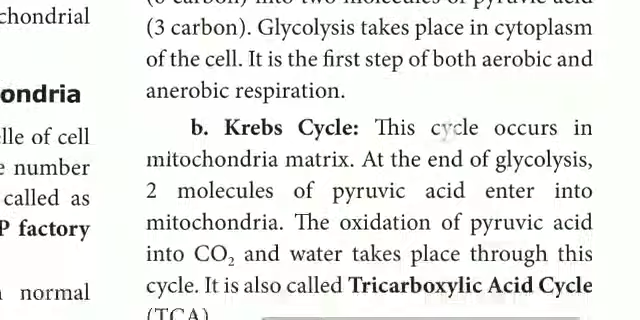 chondrial
ondria
lle of cell
number
called as
P factory
normal
(3 carbon). Glycolysis takes place in cytoplasm
of the cell. It is the first step of both aerobic and
anerobic respiration.
b. Krebs Cycle: This cycle occurs in
mitochondria matrix. At the end of glycolysis,
2 molecules of pyruvic acid enter into
mitochondria. The oxidation of pyruvic acid
into CO₂ and water takes place through this
cycle. It is also called Tricarboxylic Acid Cycle
(TCA)